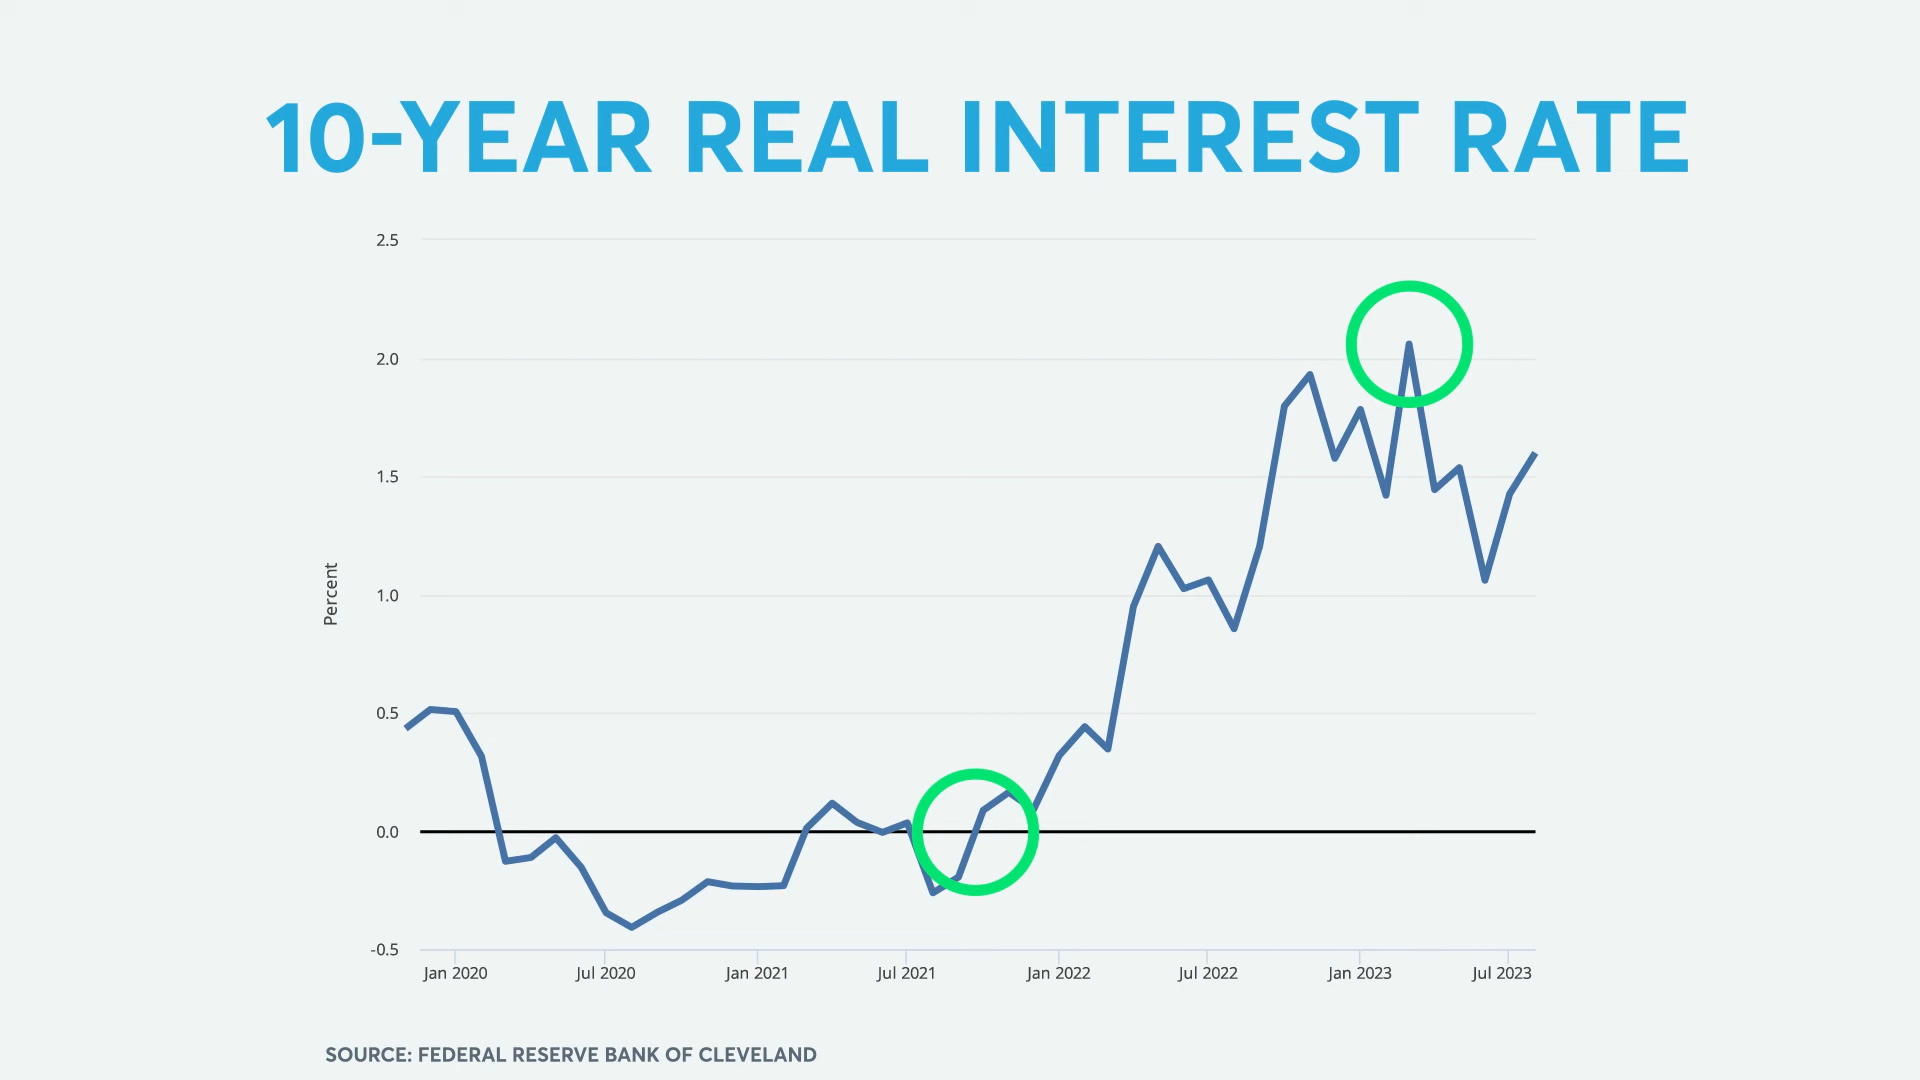 10-YEAR REAL INTEREST RATE
2.5
2.0
1.5
1.0
0.5
0.0
-0.5
Percent
Jan 2020 Jul 2020 Jan 2021 Jul 2021 Jan 2022 Jul 2022 Jan 2023 Jul 2023
SOURCE: FEDERAL RESERVE BANK OF CLEVELAND